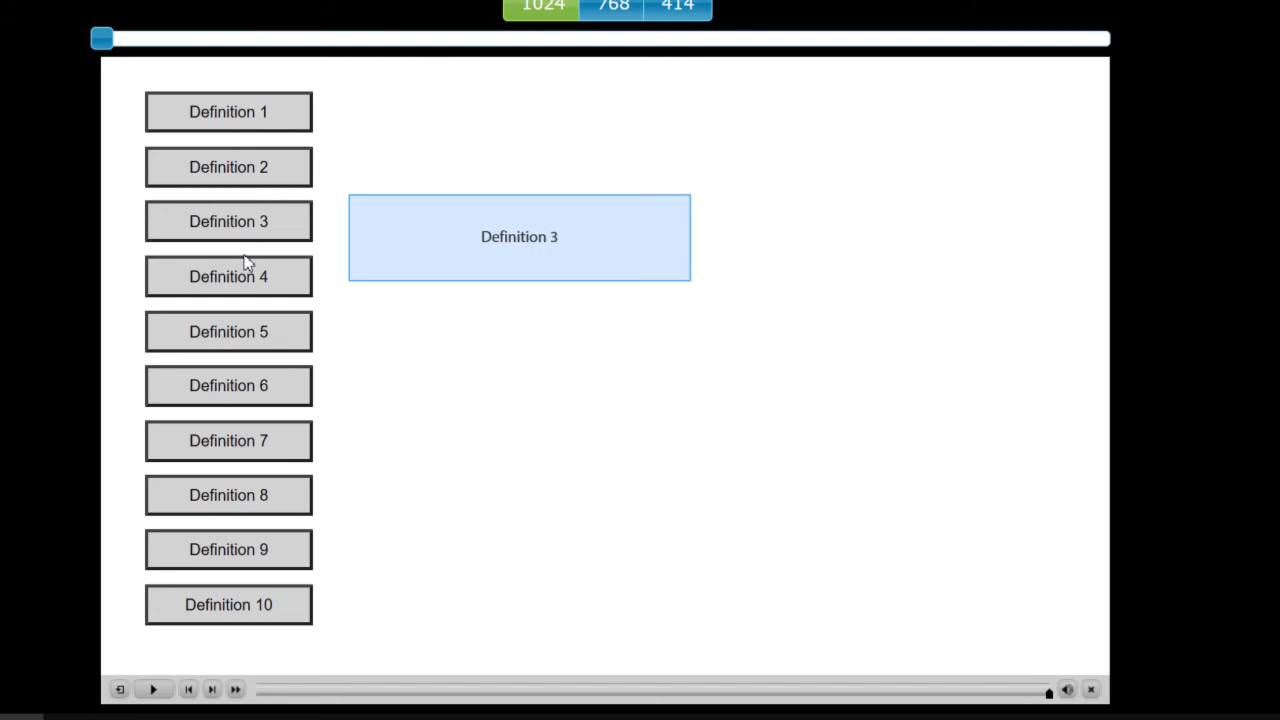 1024 768 414
Definition 1
Definition 2
Definition 3
Definition 3
Definition 4
Definition 5
Definition 6
Definition 7
Definition 8
Definition 9
Definition 10